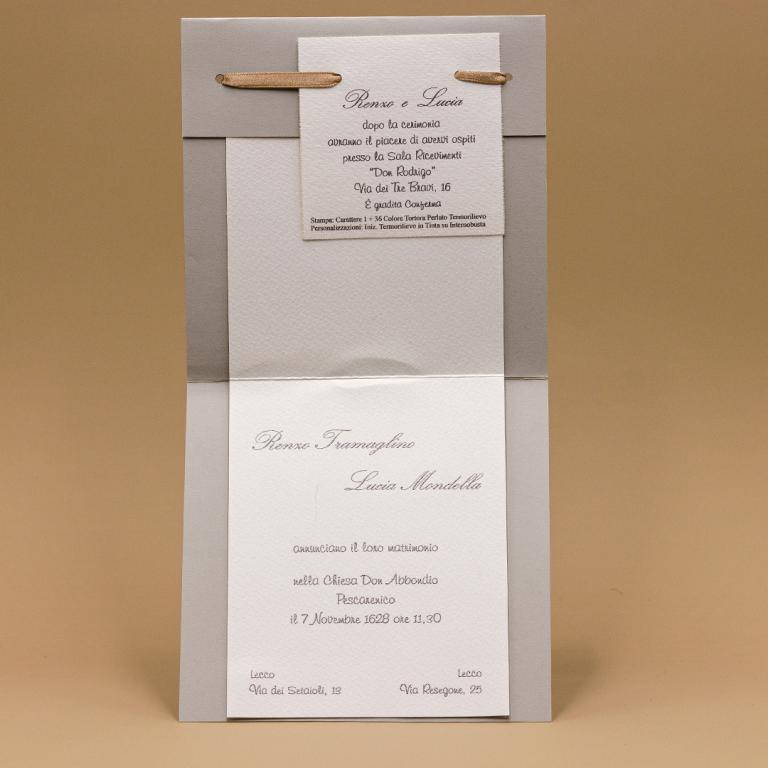 Renzo e Lucia
dopo la cerimonia
avranno il piacere di avervi ospiti
presso la Sala Ricevimenti
"Don Rodrigo"
Via dei Tre Bravi, 16
È gradita Conferma
Stampa: Carattere 1 + 36 Colore Tortora Perlato Termorilievo
Personalizzazioni: Iniz. Termorilievo in Tinta su Intersobusta
Renzo Tramaglino
Lucia Mondella
annunciano il loro matrimonio
nella Chiesa Don Abbondio
Pescarenico
il 7 Novembre 1628 ore 11,30
Lecco
Via dei Setaioli, 13
Lecco
Via Resegone, 25